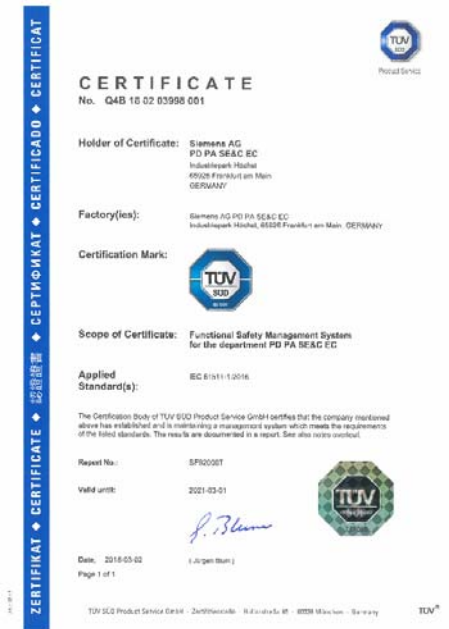 TÜV
SÜD
Product Service
CERTIFICATE
No. Q4B 18 02 03998 001
Holder of Certificate: Siemens AG
PD PA SE&C EC
Industriepark Höchst
65926 Frankfurt am Main
GERMANY
Factory(ies): Siemens AG PD PA SE&C EC
Industriepark Höchst, 65926 Frankfurt am Main, GERMANY
Certification Mark:
TÜV
SÜD
Scope of Certificate: Functional Safety Management System
for the department PD PA SE&C EC
Applied
Standard(s): IEC 61511-1:2016
The Certification Body of TÜV SÜD Product Service GmbH certifies that the company mentioned
above has established and is maintaining a management system which meets the requirements
of the listed standards. The results are documented in a report. See also notes overleaf.
Report No.: SF92000T
Valid until: 2021-03-01
TÜV
Date, 2018-03-02
( Jürgen Blum )
Page 1 of 1
TÜV SÜD Product Service GmbH · Zertifizierstelle · Ridlerstraße 65 · 80339 München · Germany
TÜV®
ZERTIFIKAT ◆ CERTIFICATE ◆ 認證證書 ◆ СЕРТИФИКАТ ◆ CERTIFICADO ◆ CERTIFICAT